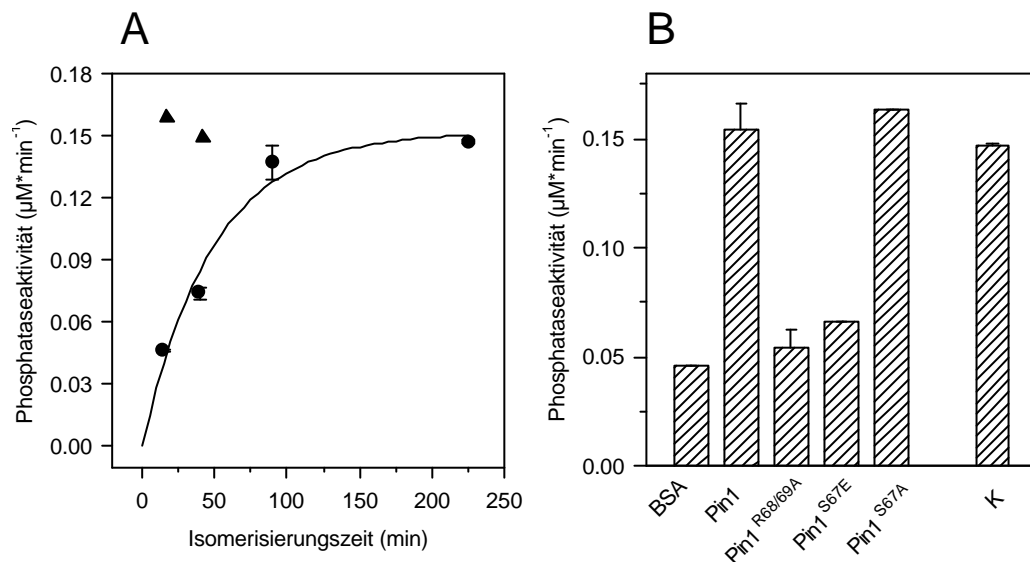 A
Phosphataseaktivität (µM*min-1)
0.18
0.15
0.12
0.09
0.06
0.03
0.00
0 50 100 150 200 250
Isomerisierungszeit (min)
B
Phosphataseaktivität (µM*min-1)
0.15
0.10
0.05
0.00
BSA
Pin1
Pin1 R68/69A
Pin1 S67E
Pin1 S67A
K